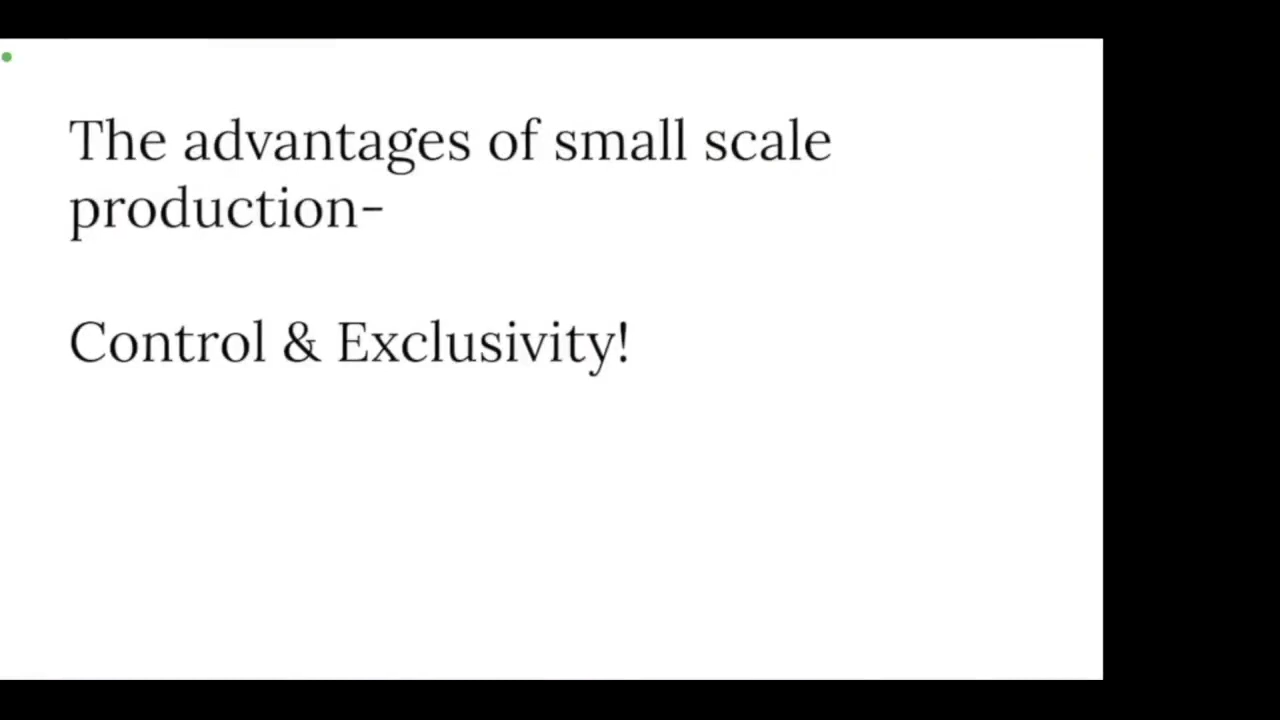 The advantages of small scale
production-
Control & Exclusivity!